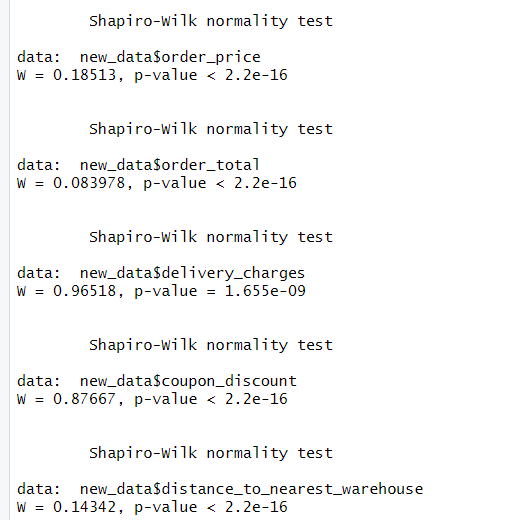 Shapiro-Wilk normality test
data:  new_data$order_price
W = 0.18513, p-value < 2.2e-16
Shapiro-Wilk normality test
data:  new_data$order_total
W = 0.083978, p-value < 2.2e-16
Shapiro-Wilk normality test
data:  new_data$delivery_charges
W = 0.96518, p-value = 1.655e-09
Shapiro-Wilk normality test
data:  new_data$coupon_discount
W = 0.87667, p-value < 2.2e-16
Shapiro-Wilk normality test
data:  new_data$distance_to_nearest_warehouse
W = 0.14342, p-value < 2.2e-16